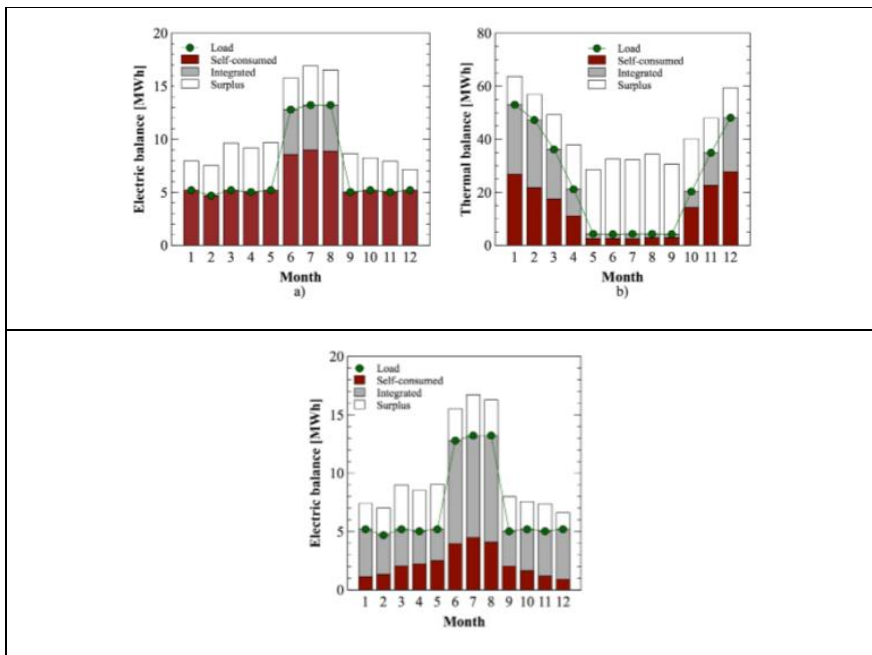 20
15
10
5
0
Electric balance [MWh]
Load
Self-consumed
Integrated
Surplus
1 2 3 4 5 6 7 8 9 10 11 12
Month
a)
80
60
40
20
0
Thermal balance [MWh]
Load
Self-consumed
Integrated
Surplus
1 2 3 4 5 6 7 8 9 10 11 12
Month
b)
20
15
10
5
0
Electric balance [MWh]
Load
Self-consumed
Integrated
Surplus
1 2 3 4 5 6 7 8 9 10 11 12
Month